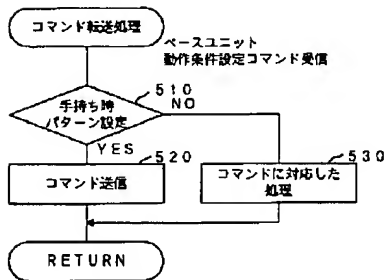 コマンド転送処理
ベースユニット
動作条件設定コマンド受信
510
手持ち時
パターン設定
NO
YES
520
コマンド送信
530
コマンドに対応した
処理
RETURN